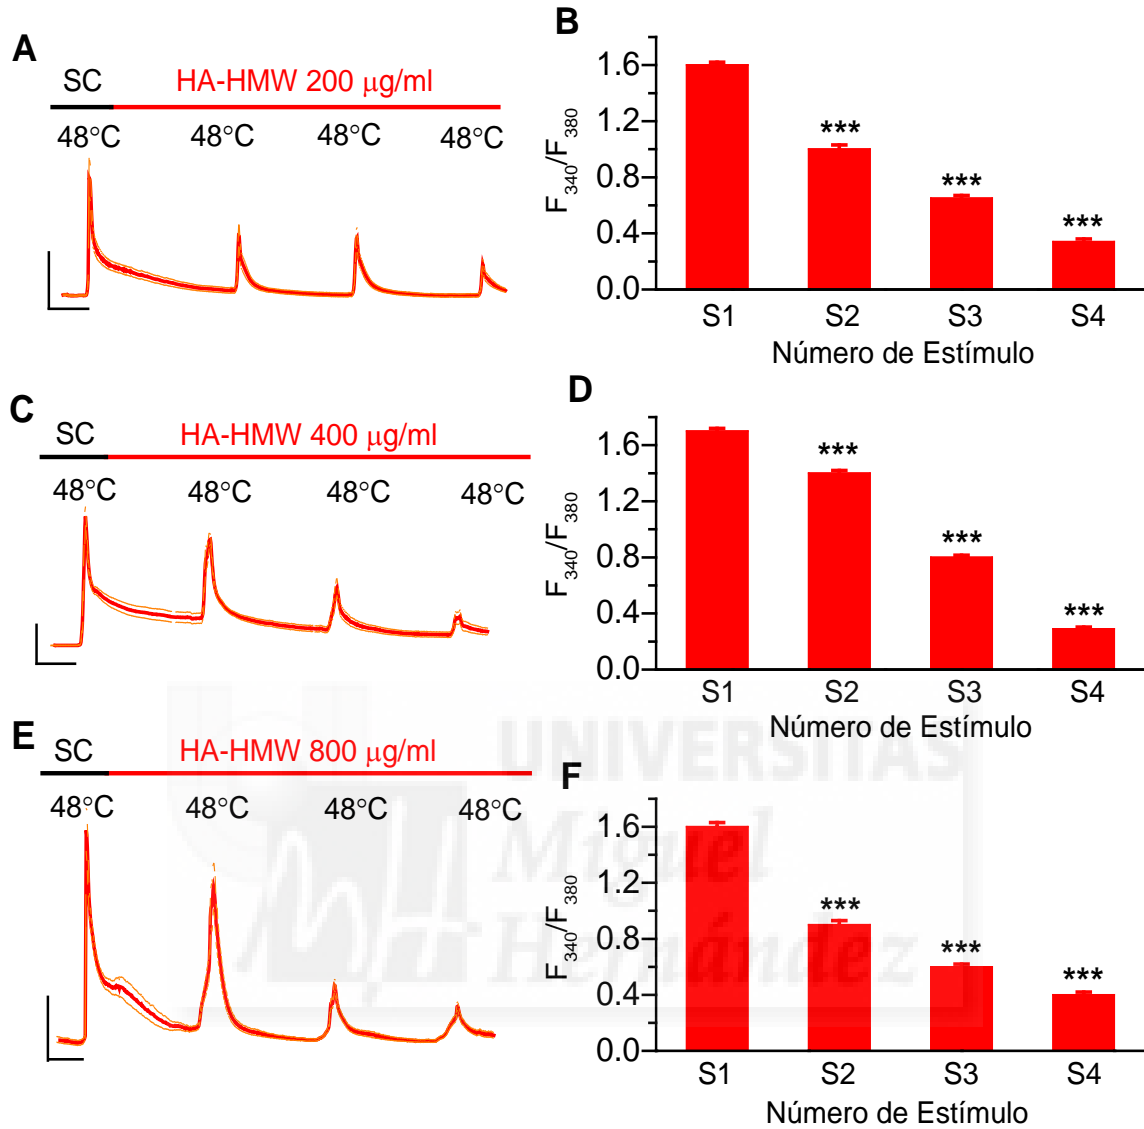 A
SC HA-HMW 200 μg/ml
48°C 48°C 48°C 48°C
B
F340/F380
1.6
1.2
0.8
0.4
0.0
*** *** ***
S1 S2 S3 S4
Número de Estímulo
C
SC HA-HMW 400 μg/ml
48°C 48°C 48°C 48°C
D
F340/F380
1.6
1.2
0.8
0.4
0.0
*** *** ***
S1 S2 S3 S4
Número de Estímulo
E
SC HA-HMW 800 μg/ml
48°C 48°C 48°C 48°C
F
F340/F380
1.6
1.2
0.8
0.4
0.0
*** *** ***
S1 S2 S3 S4
Número de Estímulo
UNIVERSITAS
Miguel
Hernández